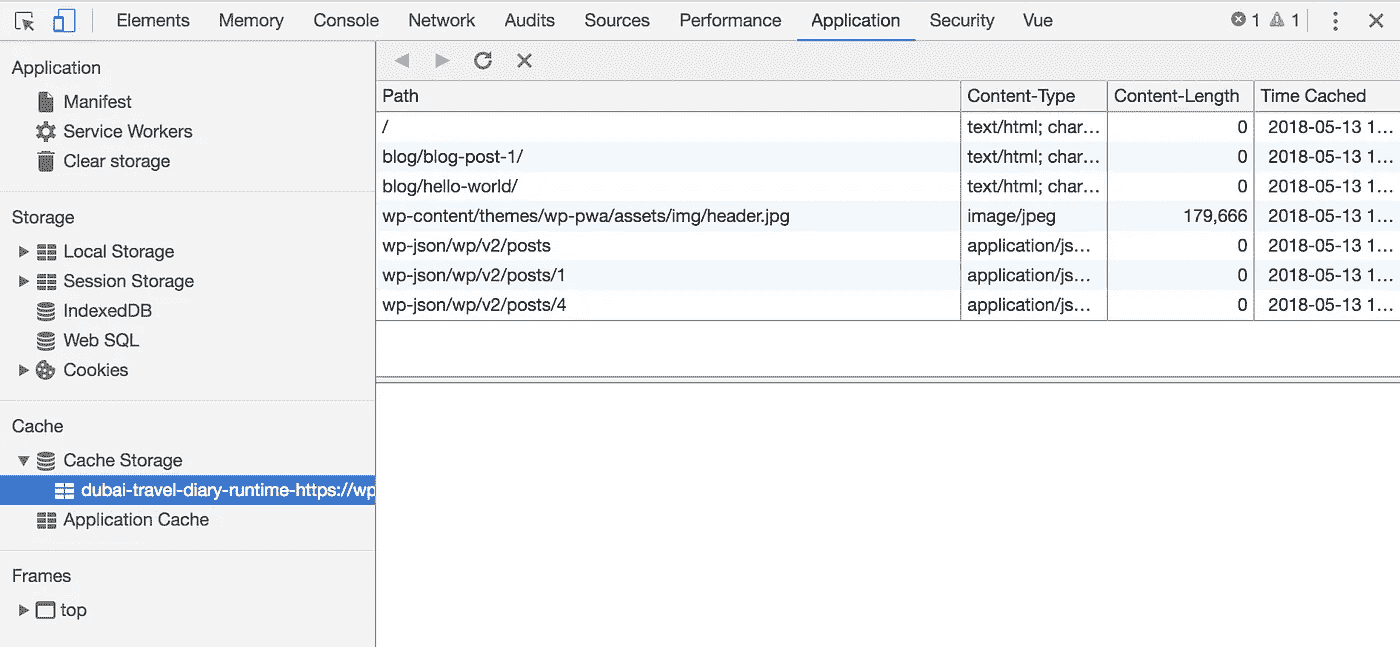 Elements Memory Console Network Audits Sources Performance Application Security Vue 1 1
Application
Manifest
Service Workers
Clear storage
Storage
Local Storage
Session Storage
IndexedDB
Web SQL
Cookies
Cache
Cache Storage
dubai-travel-diary-runtime-https://wp
Application Cache
Frames
top
Path Content-Type Content-Length Time Cached
/ text/html; char… 0 2018-05-13 1…
blog/blog-post-1/ text/html; char… 0 2018-05-13 1…
blog/hello-world/ text/html; char… 0 2018-05-13 1…
wp-content/themes/wp-pwa/assets/img/header.jpg image/jpeg 179,666 2018-05-13 1…
wp-json/wp/v2/posts application/js… 0 2018-05-13 1…
wp-json/wp/v2/posts/1 application/js… 0 2018-05-13 1…
wp-json/wp/v2/posts/4 application/js… 0 2018-05-13 1…